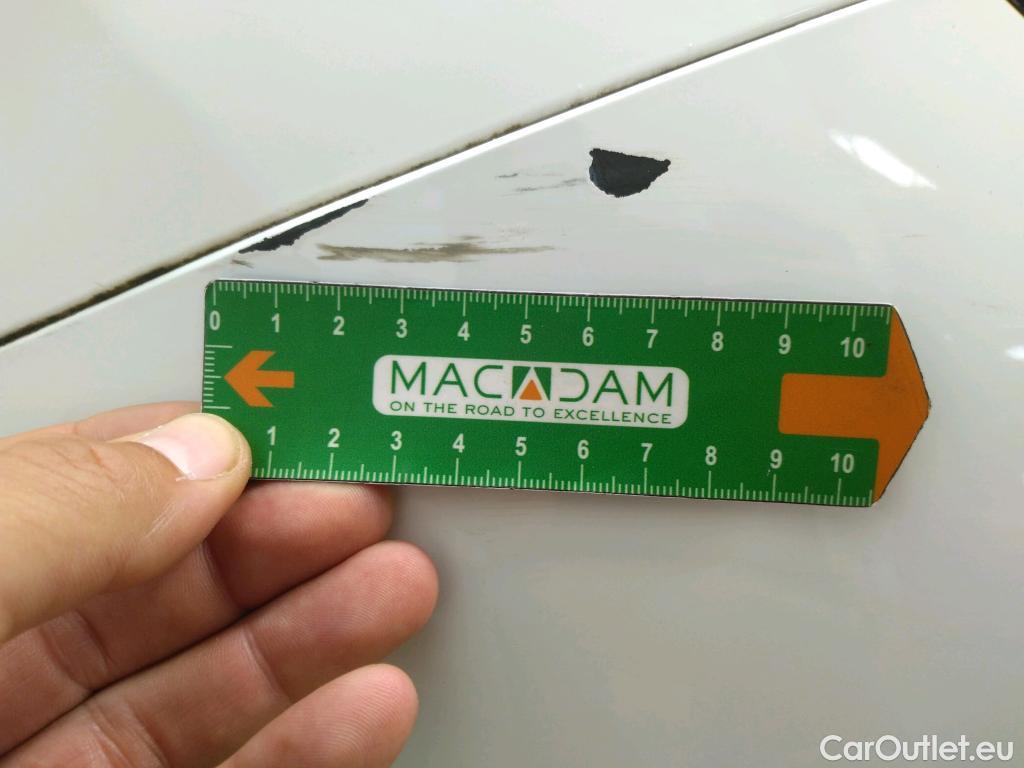 0 1 2 3 4 5 6 7 8 9 10
MACADAM
ON THE ROAD TO EXCELLENCE
1 2 3 4 5 6 7 8 9 10
CarOutlet.eu